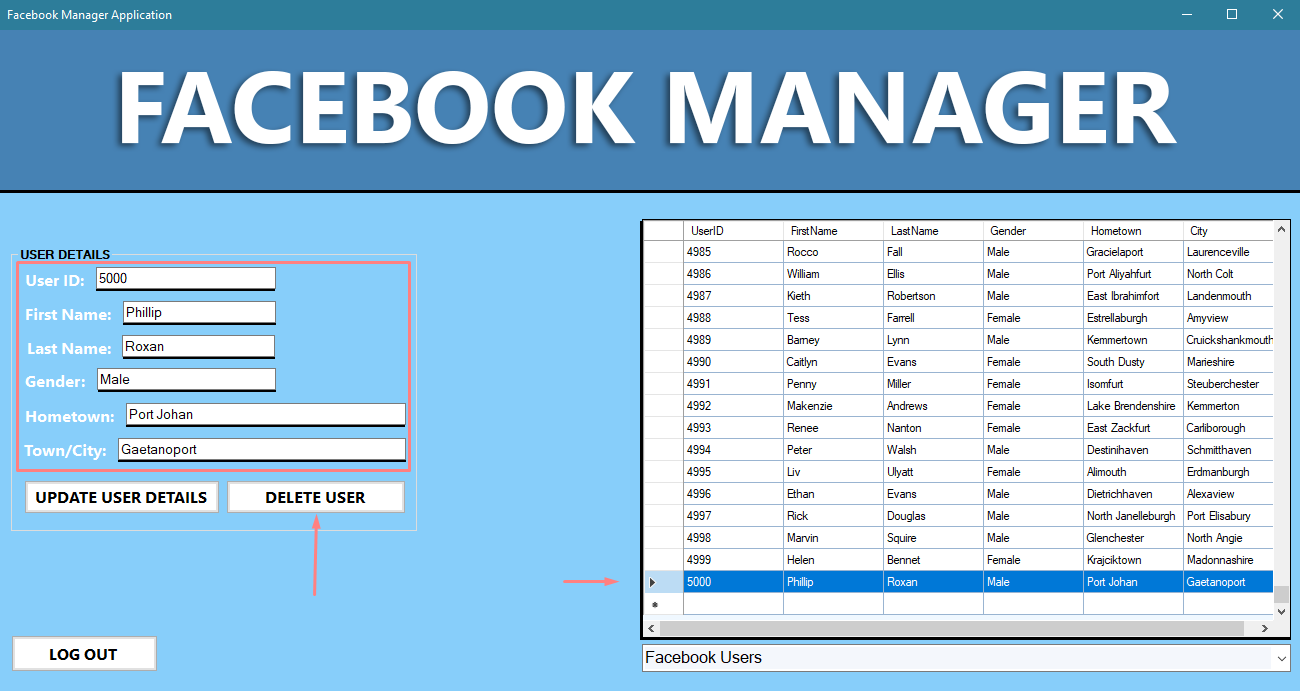 Facebook Manager Application
FACEBOOK MANAGER
USER DETAILS
User ID: 5000
First Name: Phillip
Last Name: Roxan
Gender: Male
Hometown: Port Johan
Town/City: Gaetanoport
UPDATE USER DETAILS DELETE USER
LOG OUT
UserID FirstName LastName Gender Hometown City
4985 Rocco Fall Male Gracielaport Laurenceville
4986 William Ellis Male Port Aliyahfurt North Colt
4987 Kieth Robertson Male East Ibrahimfort Landenmouth
4988 Tess Farrell Female Estrellaburgh Amyview
4989 Barney Lynn Male Kemmertown Cruickshankmouth
4990 Caitlyn Evans Female South Dusty Marieshire
4991 Penny Miller Female Isomfurt Steuberchester
4992 Makenzie Andrews Female Lake Brendenshire Kemmerton
4993 Renee Nanton Female East Zackfurt Carlborough
4994 Peter Walsh Male Destinihaven Schmitthaven
4995 Liv Ulyatt Female Alimouth Erdmanburgh
4996 Ethan Evans Male Dietrichhaven Alexaview
4997 Rick Douglas Male North Janelleburgh Port Elisabury
4998 Marvin Squire Male Glenchester North Angie
4999 Helen Bennet Female Krajciktown Madonnashire
5000 Phillip Roxan Male Port Johan Gaetanoport
Facebook Users